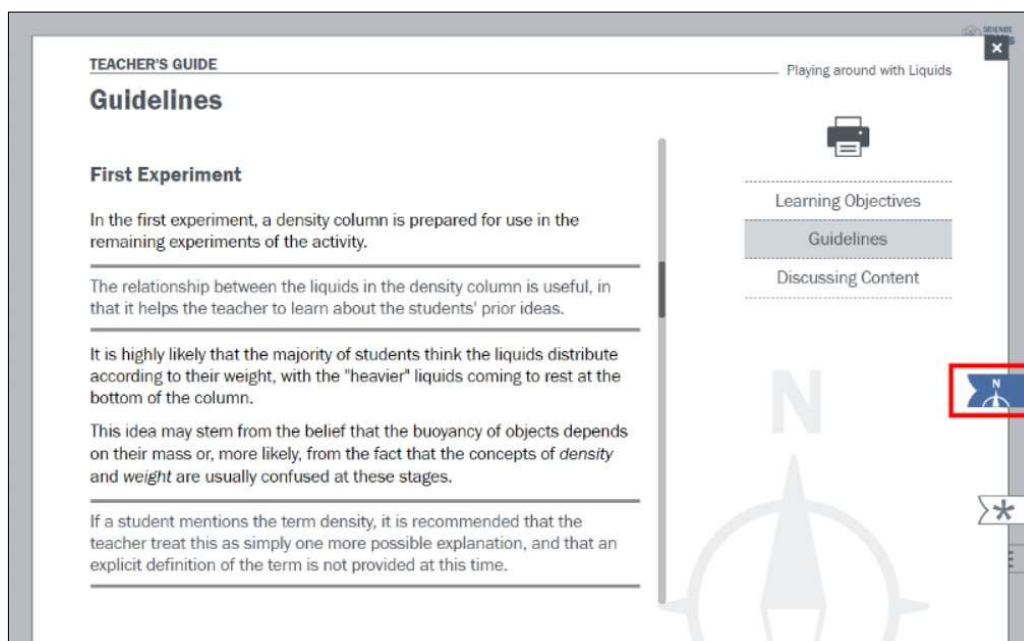 SCIENCE
TEACHER'S GUIDE
Playing around with Liquids
Guidelines
First Experiment
In the first experiment, a density column is prepared for use in the
remaining experiments of the activity.
The relationship between the liquids in the density column is useful, in
that it helps the teacher to learn about the students' prior ideas.
It is highly likely that the majority of students think the liquids distribute
according to their weight, with the "heavier" liquids coming to rest at the
bottom of the column.
This idea may stem from the belief that the buoyancy of objects depends
on their mass or, more likely, from the fact that the concepts of density
and weight are usually confused at these stages.
If a student mentions the term density, it is recommended that the
teacher treat this as simply one more possible explanation, and that an
explicit definition of the term is not provided at this time.
Learning Objectives
Guidelines
Discussing Content
N
N